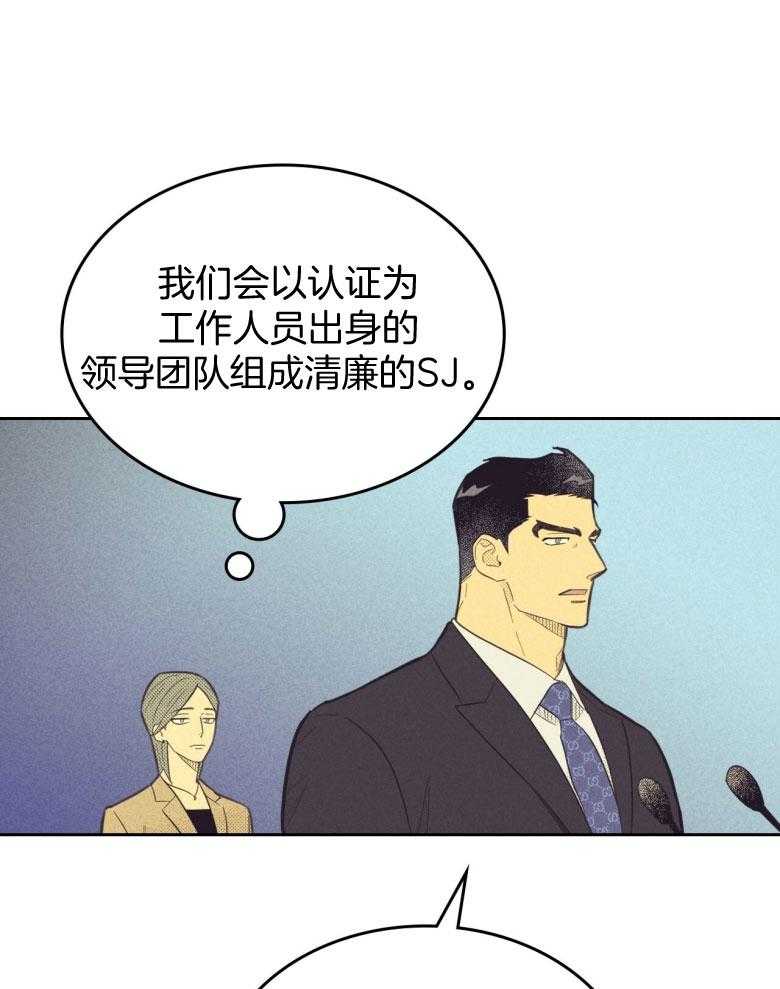 我们会以认证为
工作人员出身的
领导团队组成清廉的SJ。